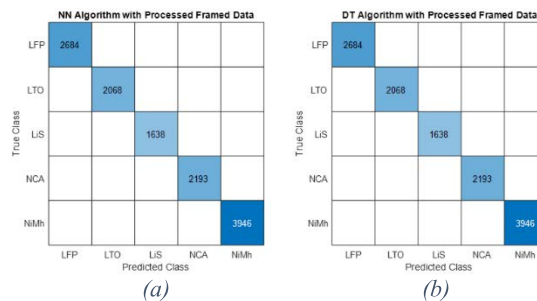 NN Algorithm with Processed Framed Data
True Class
LFP
2684
LTO
2068
LiS
1638
NCA
2193
NiMh
3946
LFP LTO LiS NCA NiMh
Predicted Class
(a)
DT Algorithm with Processed Framed Data
True Class
LFP
2684
LTO
2068
LiS
1638
NCA
2193
NiMh
3946
LFP LTO LiS NCA NiMh
Predicted Class
(b)